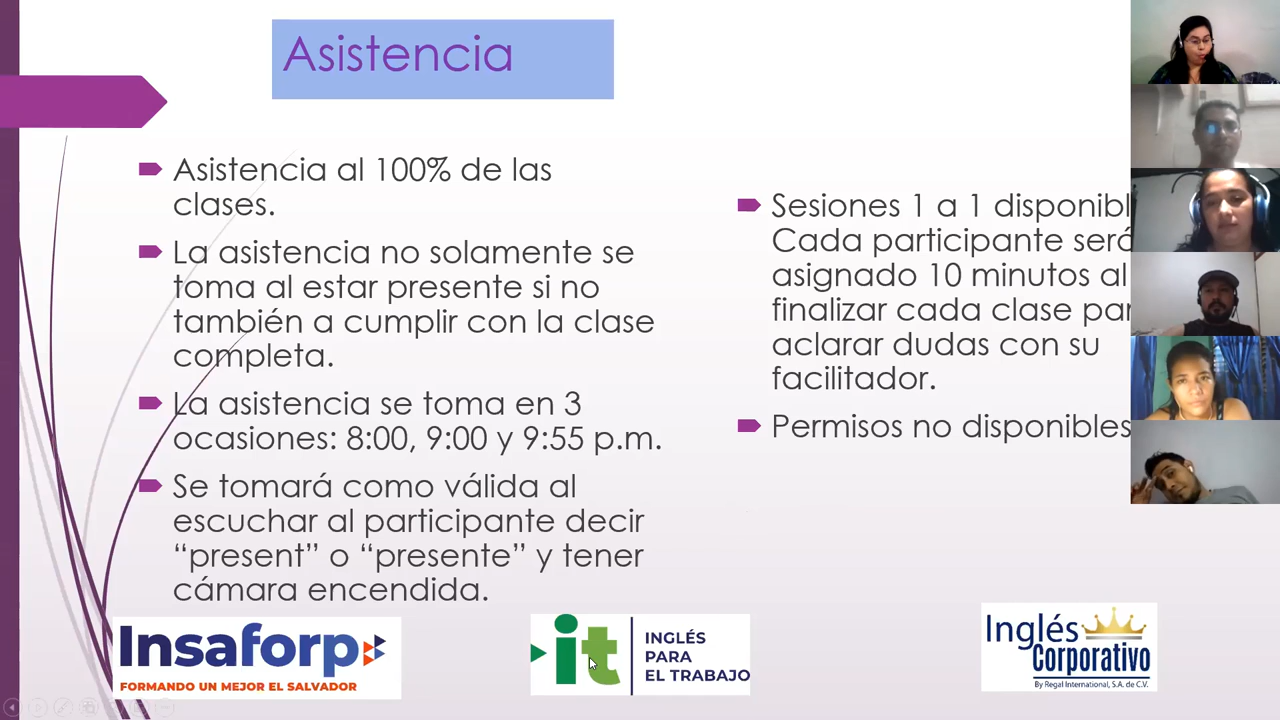 Asistencia
Asistencia al 100% de las
clases.
La asistencia no solamente se
toma al estar presente si no
también a cumplir con la clase
completa.
La asistencia se toma en 3
ocasiones: 8:00, 9:00 y 9:55 p.m.
Se tomará como válida al
escuchar al participante decir
“present” o “presente” y tener
cámara encendida.
Sesiones 1 a 1 disponibl
Cada participante será
asignado 10 minutos al
finalizar cada clase par
aclarar dudas con su
facilitador.
Permisos no disponibles
Insaforp
FORMANDO UN MEJOR EL SALVADOR
it
INGLÉS
PARA
EL TRABAJO
Inglés
Corporativo
By Regal International, S.A. de C.V.